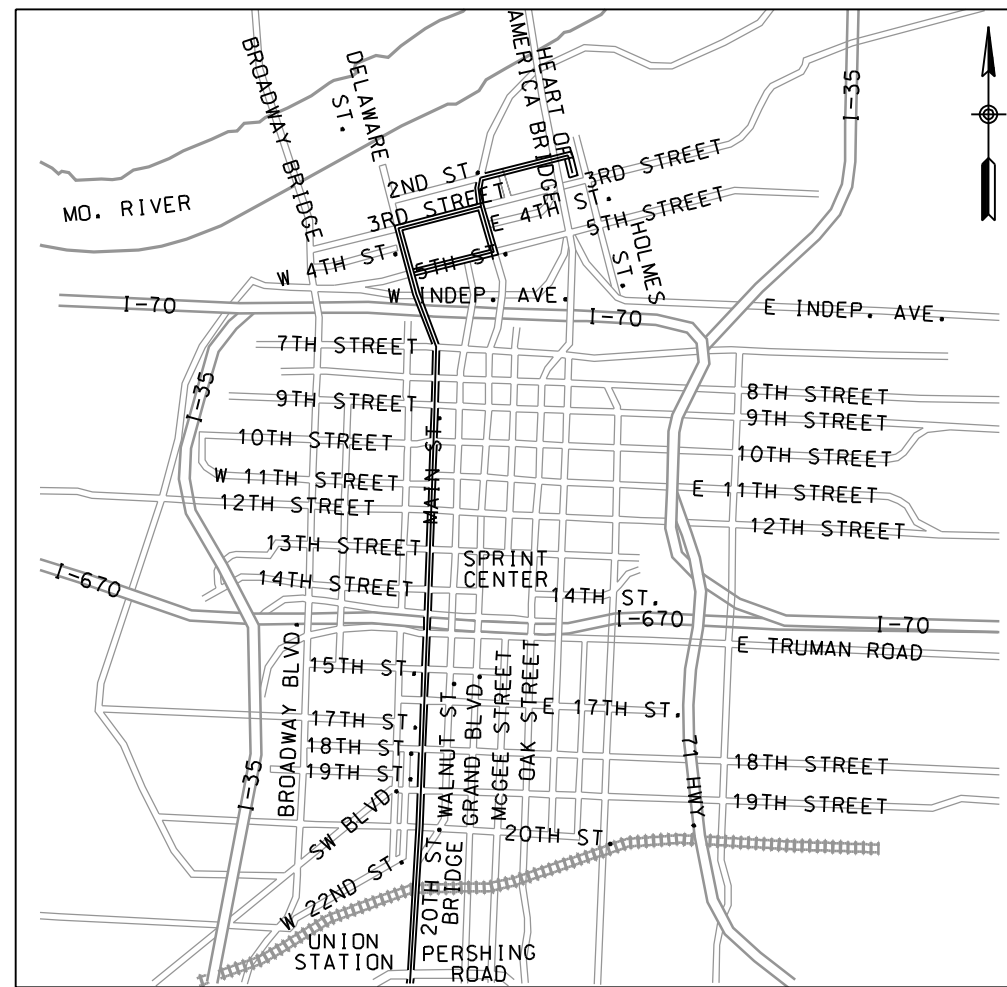 BROADWAY BRIDGE
DELAWARE
ST.
HEART OF
AMERICA BRIDGE
I-35
MO. RIVER
2ND ST.
3RD STREET
3RD STREET
E 4TH ST.
5TH STREET
W 4TH ST.
5TH ST.
HOLMES
ST.
W INDEP. AVE.
E INDEP. AVE.
I-70
I-70
7TH STREET
I-35
8TH STREET
9TH STREET
9TH STREET
10TH STREET
10TH STREET
MAIN ST.
W 11TH STREET
E 11TH STREET
12TH STREET
12TH STREET
13TH STREET
SPRINT
CENTER
14TH STREET
14TH ST.
I-670
I-670
I-70
E TRUMAN ROAD
BROADWAY BLVD.
15TH ST.
WALNUT ST.
GRAND BLVD.
McGEE STREET
OAK STREET
E 17TH ST.
17TH ST.
18TH ST.
19TH ST.
71 HWY.
18TH STREET
19TH STREET
I-35
SW BLVD.
20TH ST.
20TH ST.
BRIDGE
W 22ND ST.
UNION
STATION
PERSHING
ROAD